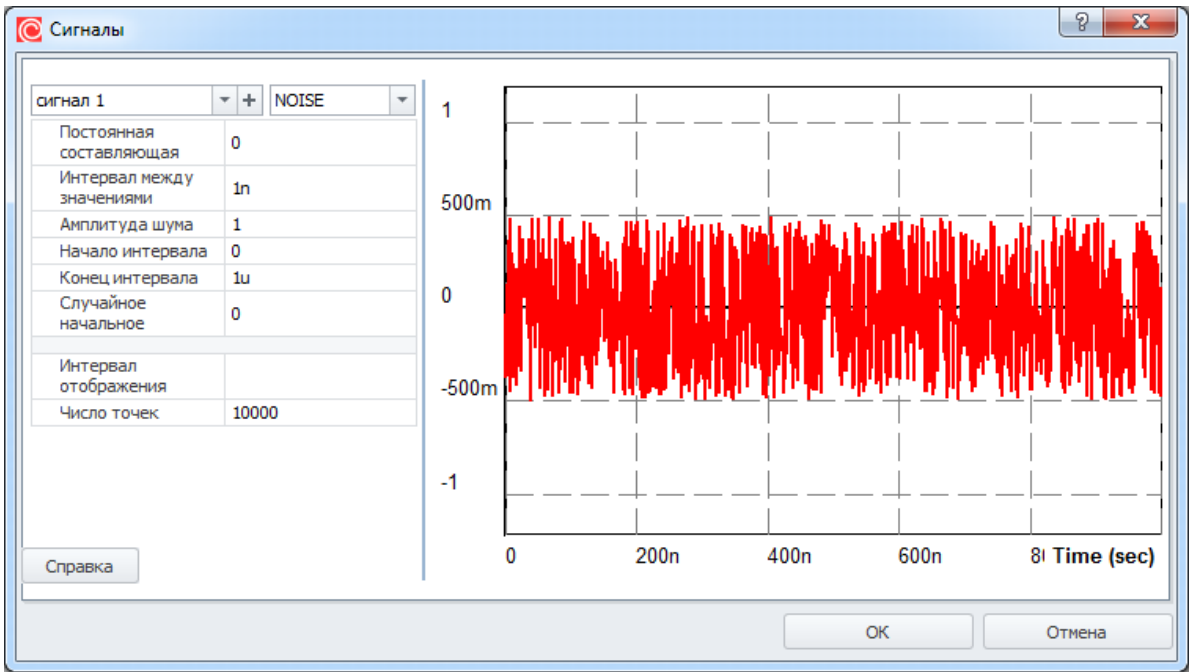 Сигналы
сигнал 1
NOISE
Постоянная
составляющая
0
Интервал между
значениями
1n
Амплитуда шума
1
Начало интервала
0
Конец интервала
1u
Случайное
начальное
0
Интервал
отображения
Число точек
10000
Справка
1
500m
0
-500m
-1
0
200n
400n
600n
Time (sec)
OK
Отмена